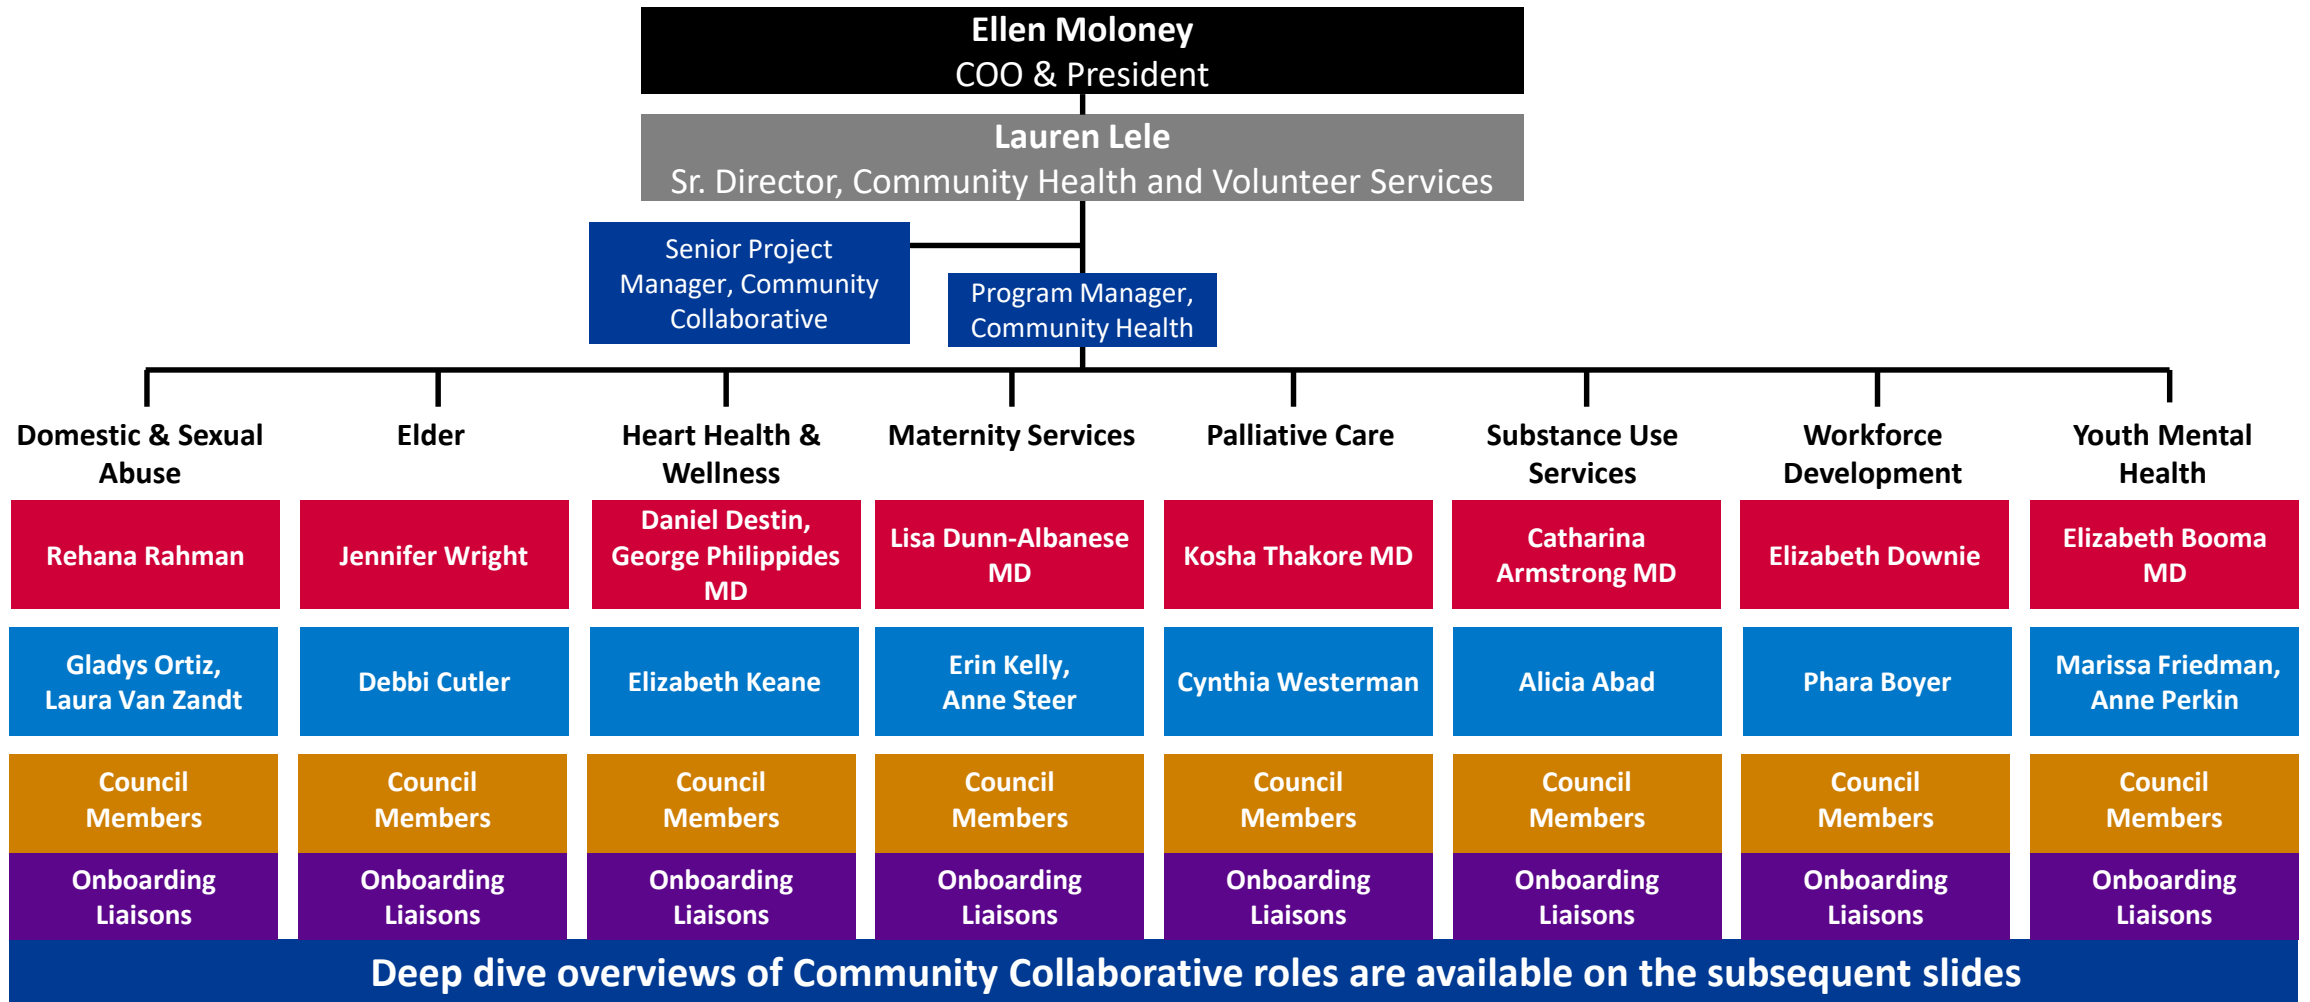 Ellen Moloney
COO & President
Lauren Lele
Sr. Director, Community Health and Volunteer Services
Senior Project
Manager, Community
Collaborative
Program Manager,
Community Health
Domestic & Sexual
Abuse
Elder
Heart Health &
Wellness
Maternity Services
Palliative Care
Substance Use
Services
Workforce
Development
Youth Mental
Health
Rehana Rahman
Jennifer Wright
Daniel Destin,
George Philippides
MD
Lisa Dunn-Albanese
MD
Kosha Thakore MD
Catharina
Armstrong MD
Elizabeth Downie
Elizabeth Booma
MD
Gladys Ortiz,
Laura Van Zandt
Debbi Cutler
Elizabeth Keane
Erin Kelly,
Anne Steer
Cynthia Westerman
Alicia Abad
Phara Boyer
Marissa Friedman,
Anne Perkin
Council
Members
Council
Members
Council
Members
Council
Members
Council
Members
Council
Members
Council
Members
Council
Members
Onboarding
Liaisons
Onboarding
Liaisons
Onboarding
Liaisons
Onboarding
Liaisons
Onboarding
Liaisons
Onboarding
Liaisons
Onboarding
Liaisons
Onboarding
Liaisons
Deep dive overviews of Community Collaborative roles are available on the subsequent slides